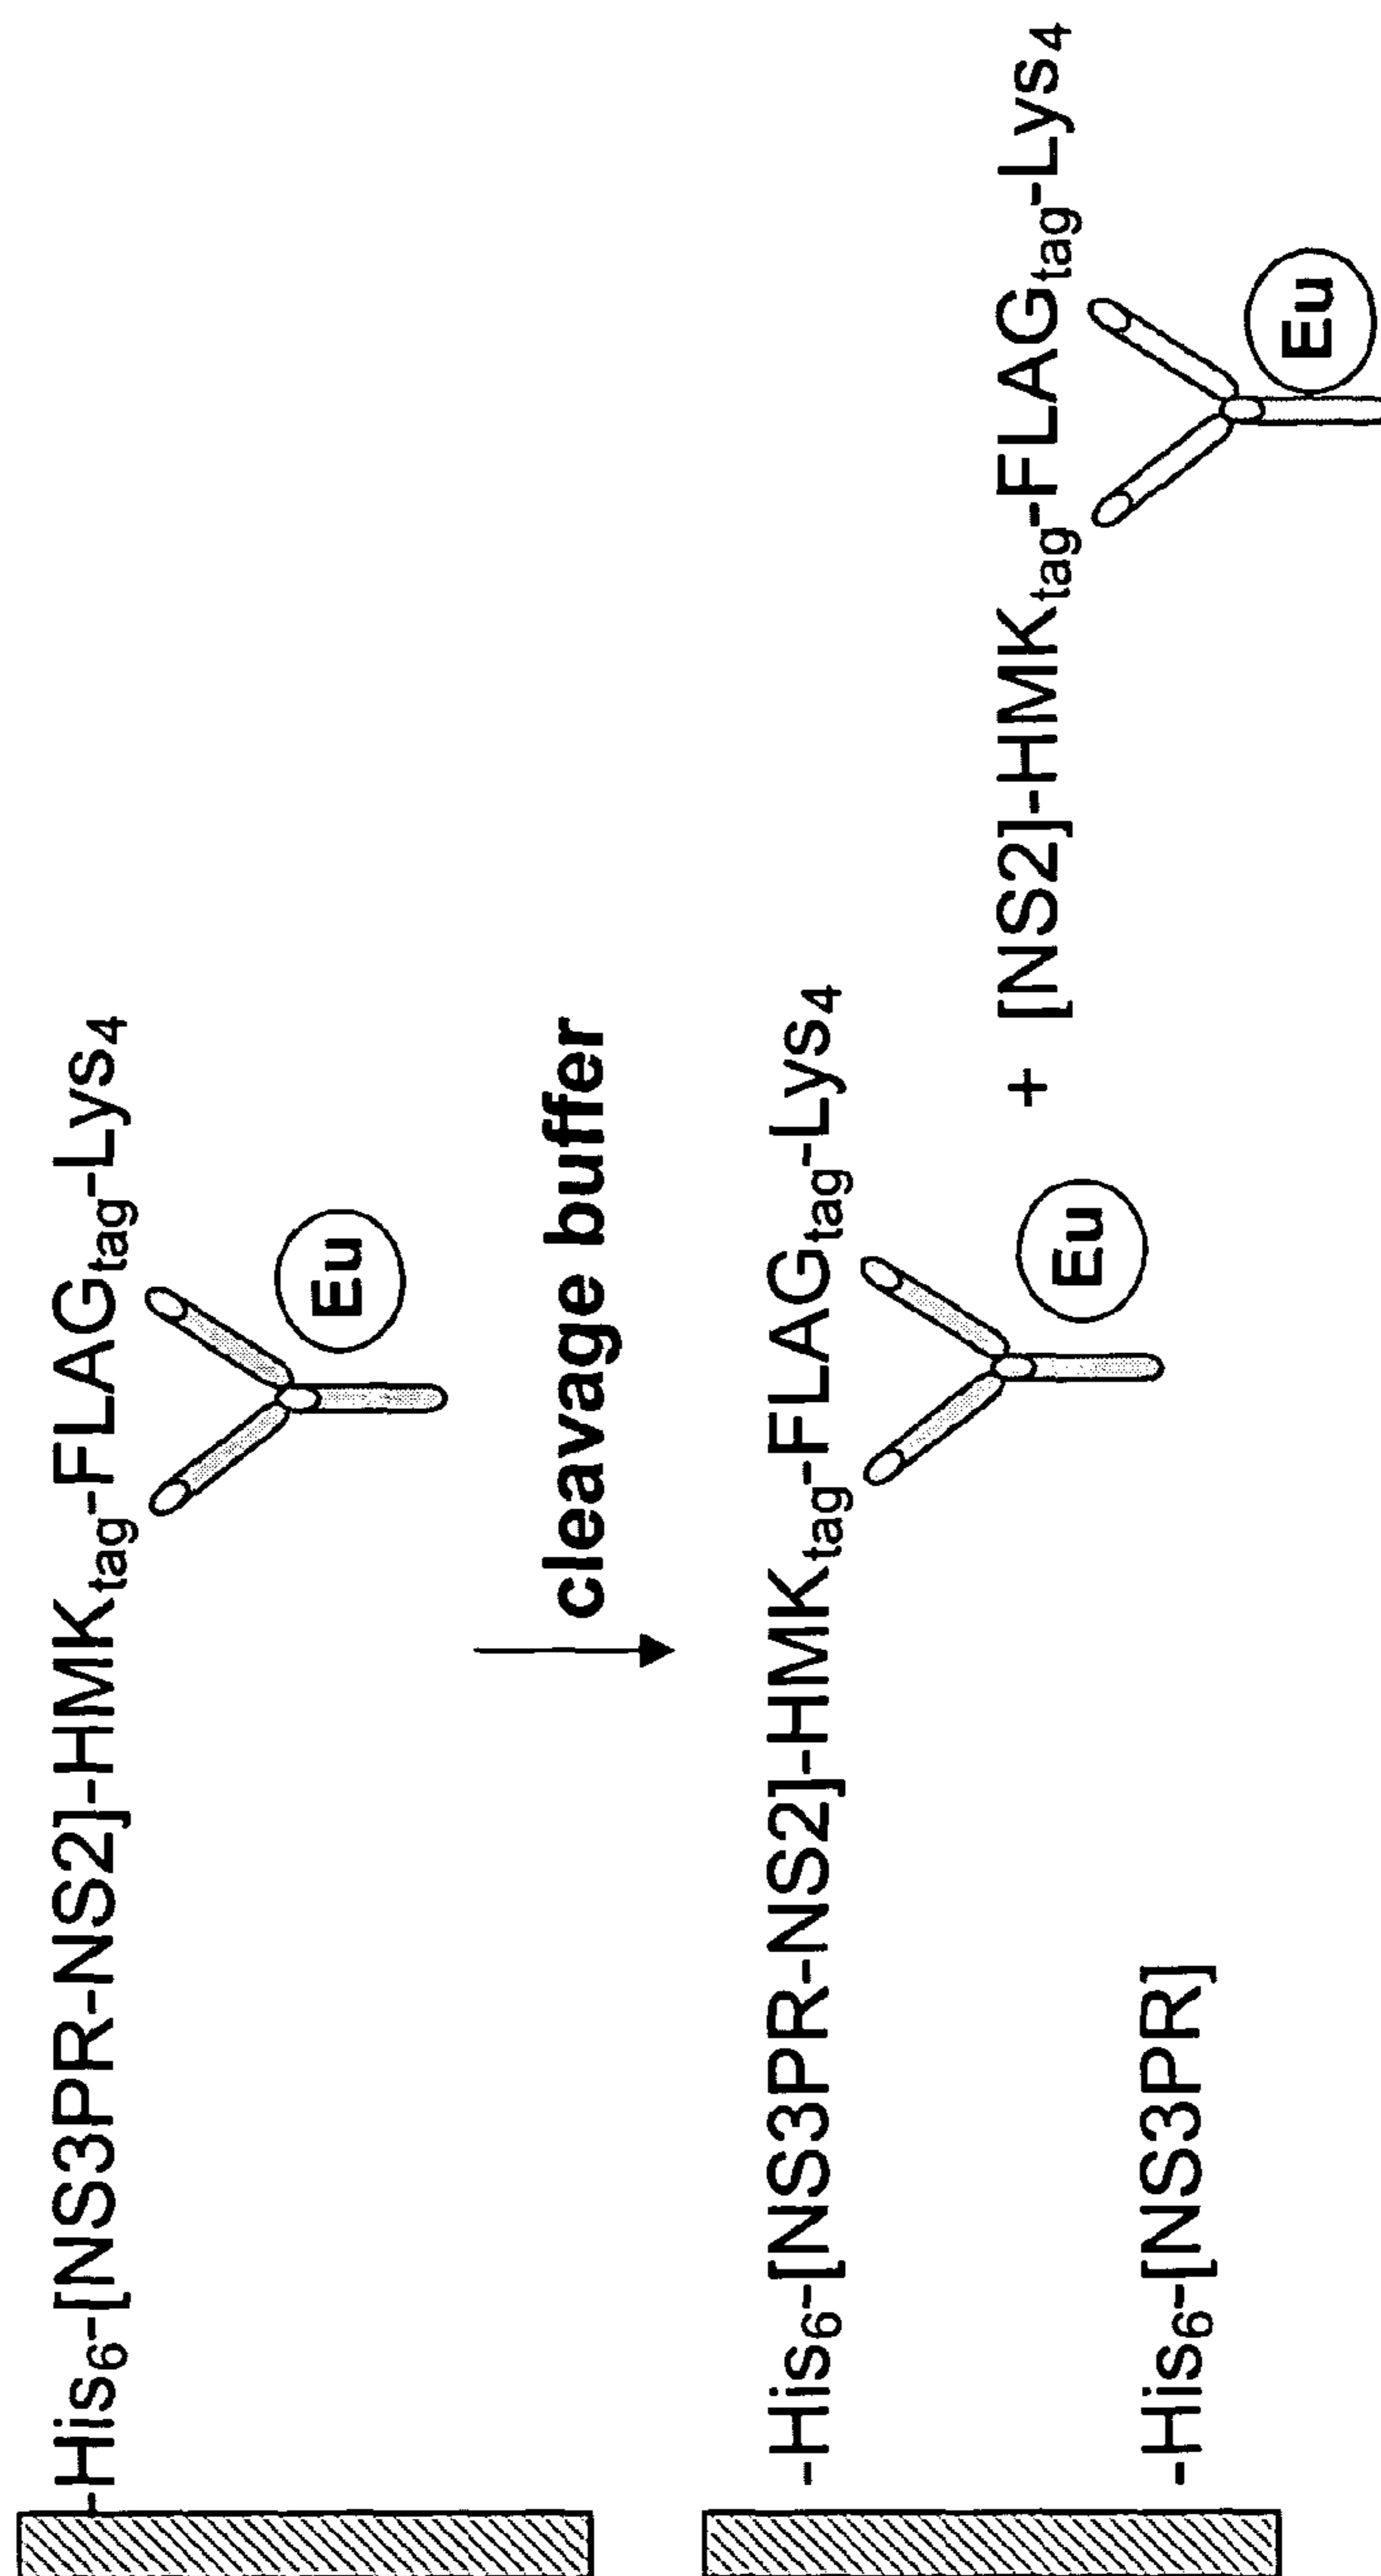 -His6-[NS3PR-NS2]-HMKtag-FLAGtag-Lys4
Eu
cleavage buffer
-His6-[NS3PR-NS2]-HMKtag-FLAGtag-Lys4
Eu
+ [NS2]-HMKtag-FLAGtag-Lys4
Eu
-His6-[NS3PR]